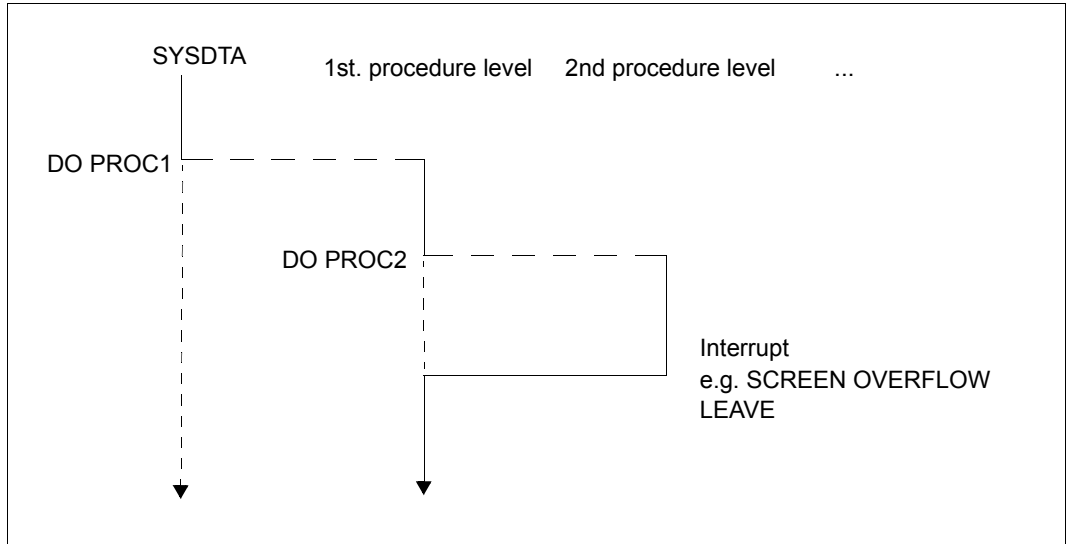 SYSDTA
1st. procedure level
2nd procedure level
...
DO PROC1
DO PROC2
Interrupt
e.g. SCREEN OVERFLOW
LEAVE